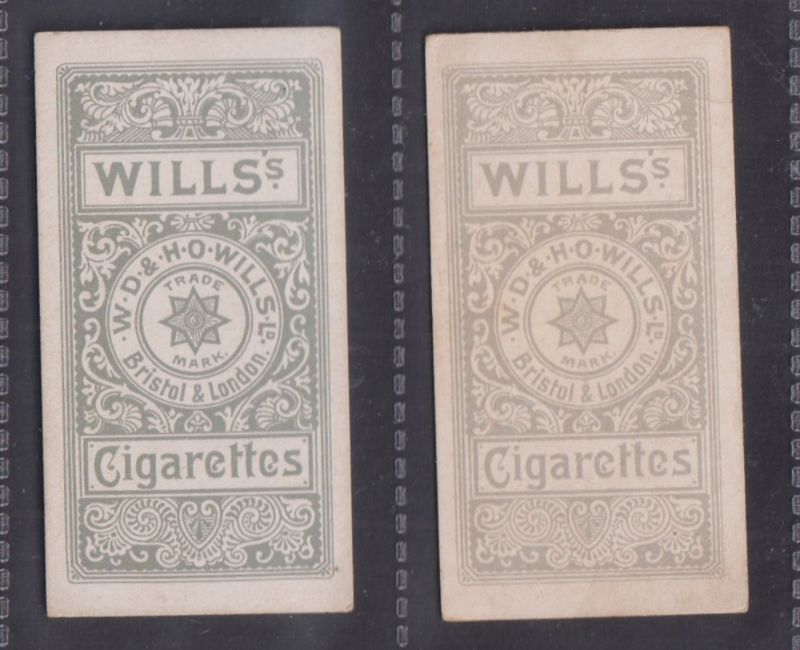 WILLS'S.
W.D.&H.O.WILLS.LD.
TRADE
MARK.
Bristol & London.
Cigarettes
WILLS'S.
W.D.&H.O.WILLS.LD.
TRADE
MARK.
Bristol & London.
Cigarettes